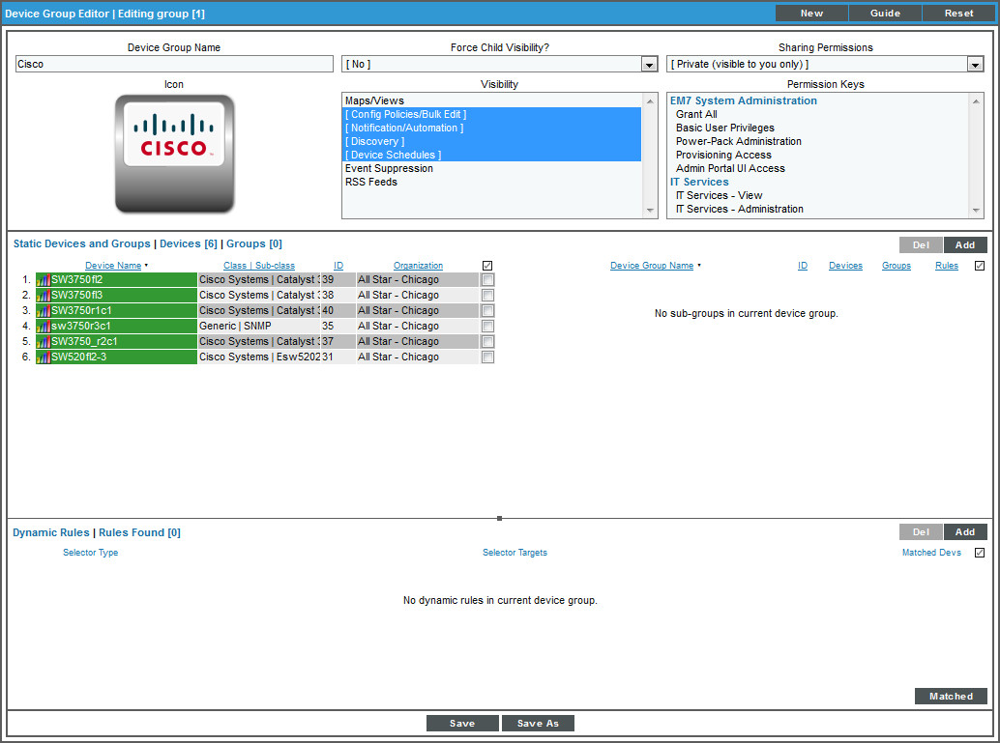 Device Group Editor | Editing group [1] New Guide Reset
Device Group Name Force Child Visibility? Sharing Permissions
Cisco [ No ] [ Private (visible to you only) ]
Icon Visibility Permission Keys
CISCO
Maps/Views
[ Config Policies/Bulk Edit ]
[ Notification/Automation ]
[ Discovery ]
[ Device Schedules ]
Event Suppression
RSS Feeds
EM7 System Administration
Grant All
Basic User Privileges
Power-Pack Administration
Provisioning Access
Admin Portal UI Access
IT Services
IT Services - View
IT Services - Administration
Static Devices and Groups | Devices [6] | Groups [0] Del Add
Device Name Class | Sub-class ID Organization
1. SW3750fl2 Cisco Systems | Catalyst 39 All Star - Chicago
2. SW3750fl3 Cisco Systems | Catalyst 38 All Star - Chicago
3. SW3750r1c1 Cisco Systems | Catalyst 40 All Star - Chicago
4. sw3750r3c1 Generic | SNMP 35 All Star - Chicago
5. SW3750_r2c1 Cisco Systems | Catalyst 37 All Star - Chicago
6. SW520fl2-3 Cisco Systems | Esw520 31 All Star - Chicago
Device Group Name ID Devices Groups Rules
No sub-groups in current device group.
Dynamic Rules | Rules Found [0] Del Add
Selector Type Selector Targets Matched Devs
No dynamic rules in current device group.
Matched
Save Save As